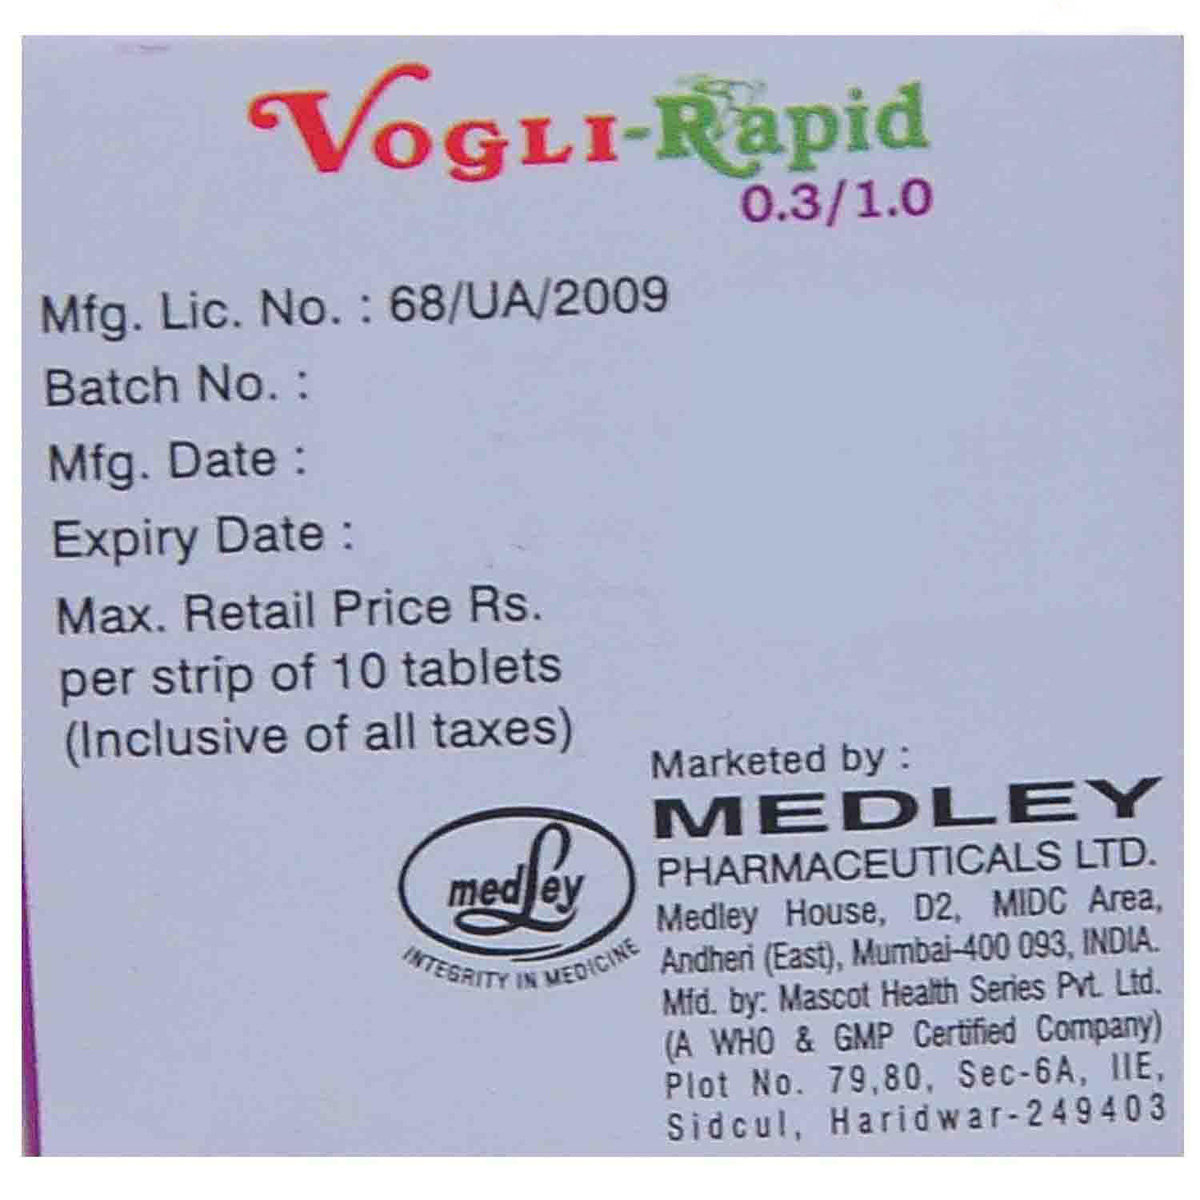 VOGLI-Rapid
0.3/1.0
Mfg. Lic. No. : 68/UA/2009
Batch No. :
Mfg. Date :
Expiry Date :
Max. Retail Price Rs.
per strip of 10 tablets
(Inclusive of all taxes)
medley
INTEGRITY IN MEDICINE
Marketed by :
MEDLEY
PHARMACEUTICALS LTD.
Medley House, D2, MIDC Area,
Andheri (East), Mumbai-400 093, INDIA.
Mfd. by: Mascot Health Series Pvt. Ltd.
(A WHO & GMP Certified Company)
Plot No. 79,80, Sec-6A, IIE,
Sidcul, Haridwar-249403